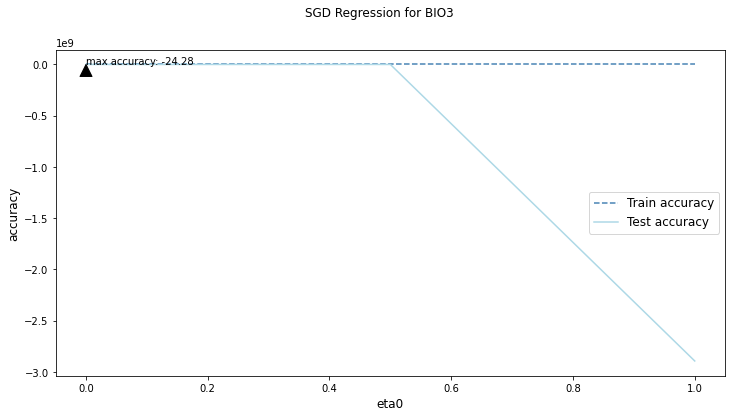 SGD Regression for BIO3
1e9
max accuracy: -24.28
0.0
−0.5
−1.0
−1.5
−2.0
−2.5
−3.0
accuracy
Train accuracy
Test accuracy
0.0 0.2 0.4 0.6 0.8 1.0
eta0